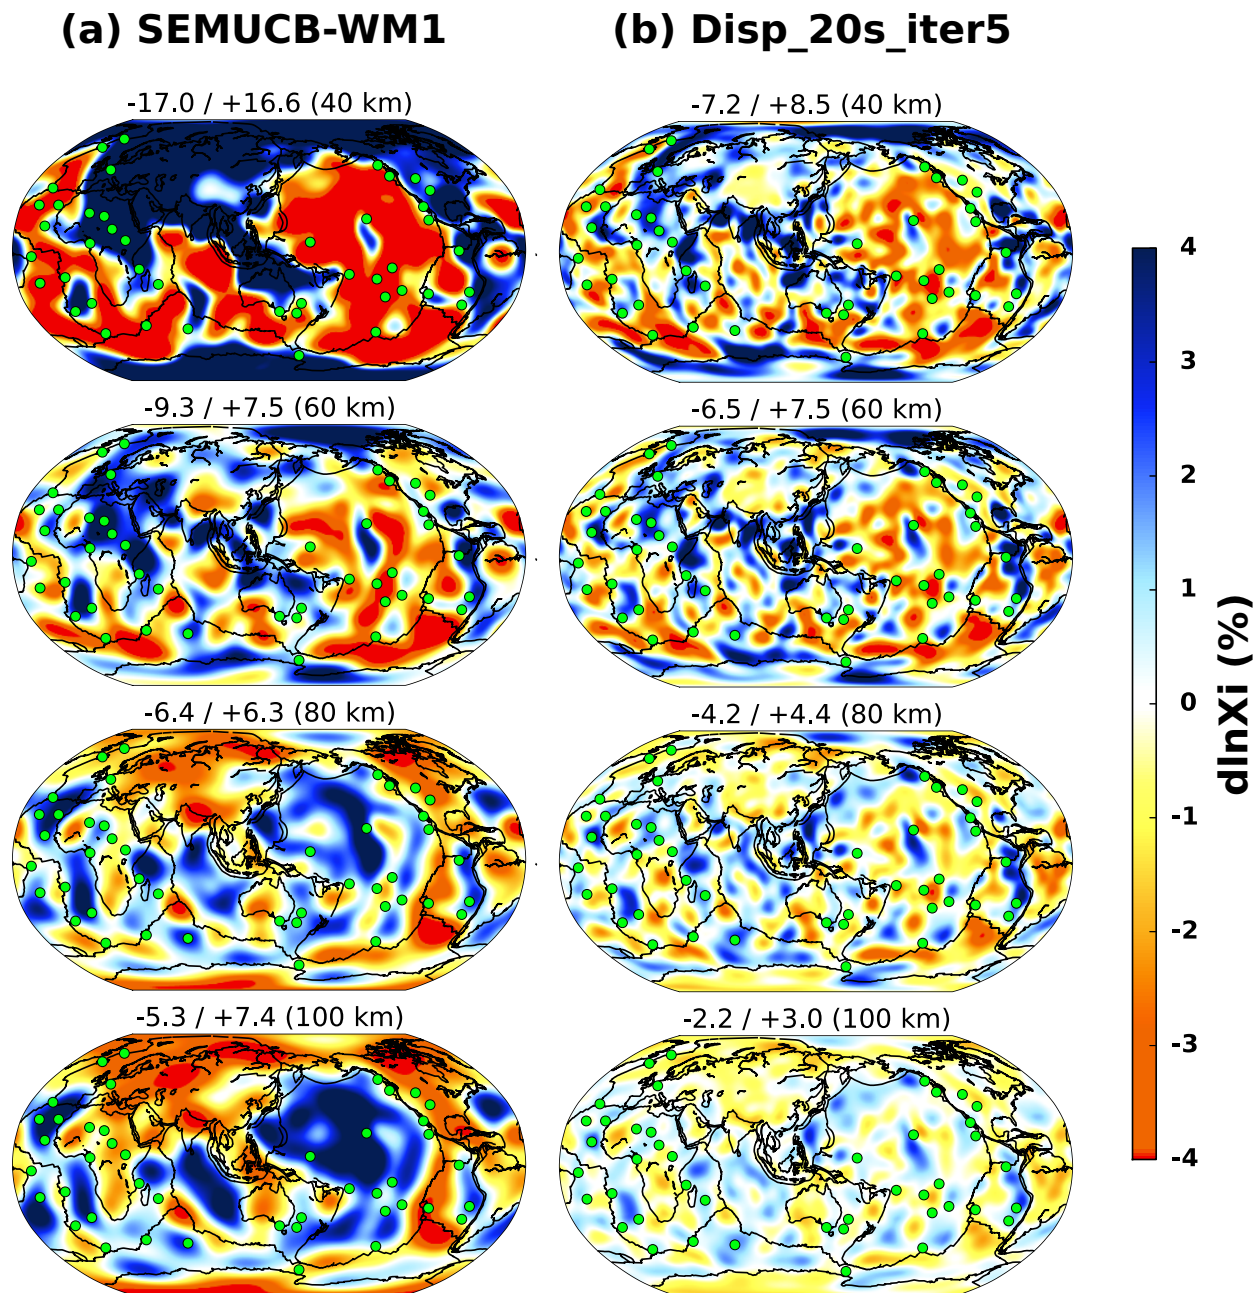 (a) SEMUCB-WM1
(b) Disp_20s_iter5
-17.0 / +16.6 (40 km)
-7.2 / +8.5 (40 km)
-9.3 / +7.5 (60 km)
-6.5 / +7.5 (60 km)
-6.4 / +6.3 (80 km)
-4.2 / +4.4 (80 km)
-5.3 / +7.4 (100 km)
-2.2 / +3.0 (100 km)
4
3
2
1
0
-1
-2
-3
-4
dlnXi (%)